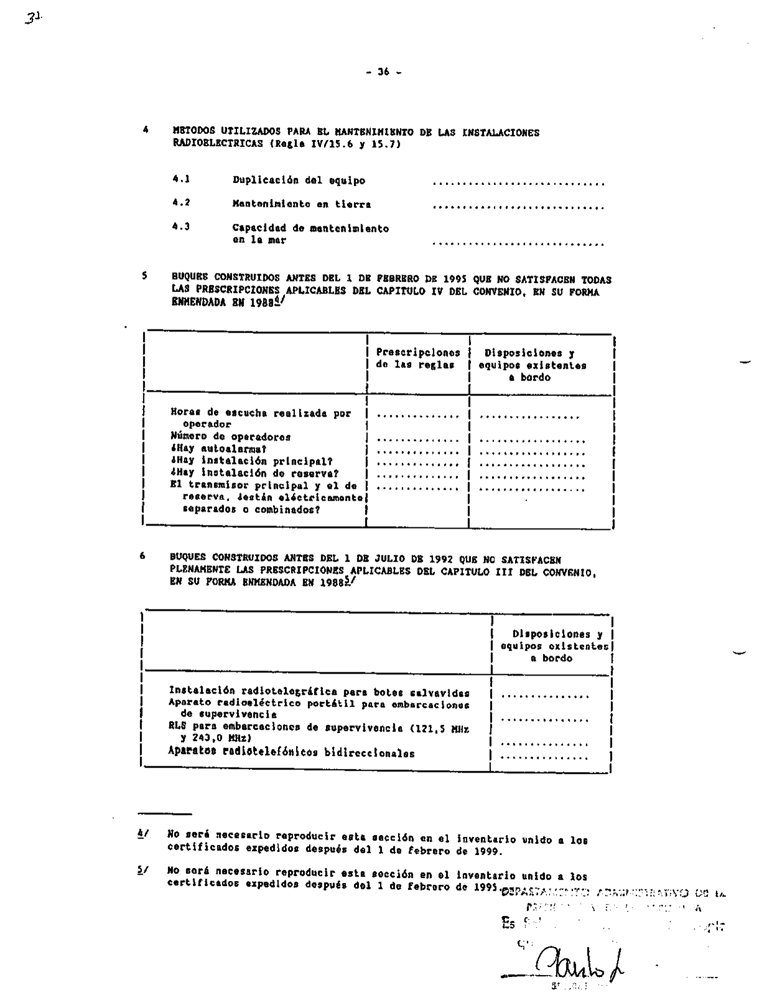 31
- 36 -
4 METODOS UTILIZADOS PARA EL MANTENIMIENTO DE LAS INSTALACIONES
RADIOELECTRICAS (Regla IV/15.6 y 15.7)
4.1 Duplicación del equipo ............................
4.2 Mantenimiento en tierra ............................
4.3 Capacidad de mantenimiento
en la mar ............................
5 BUQUES CONSTRUIDOS ANTES DEL 1 DE FEBRERO DE 1995 QUE NO SATISFACEN TODAS
LAS PRESCRIPCIONES APLICABLES DEL CAPITULO IV DEL CONVENIO, EN SU FORMA
ENMENDADA EN 1988 4/
Prescripciones Disposiciones y
de las reglas equipos existentes
a bordo
Horas de escucha realizada por .............. .................
operador
Número de operadores .............. ..................
¿Hay autoalarma? .............. ..................
¿Hay instalación principal? .............. ..................
¿Hay instalación de reserva? .............. ..................
El transmisor principal y el de .............. ..................
reserva, ¿están eléctricamente
separados o combinados?
6 BUQUES CONSTRUIDOS ANTES DEL 1 DE JULIO DE 1992 QUE NO SATISFACEN
PLENAMENTE LAS PRESCRIPCIONES APLICABLES DEL CAPITULO III DEL CONVENIO,
EN SU FORMA ENMENDADA EN 1988 5/
Disposiciones y
equipos existentes
a bordo
Instalación radiotelegráfica para botes salvavidas ...............
Aparato radioeléctrico portátil para embarcaciones
de supervivencia ...............
RLS para embarcaciones de supervivencia (121,5 MHz
y 243,0 MHz) ...............
Aparatos radiotelefónicos bidireccionales ...............
4/ No será necesario reproducir esta sección en el inventario unido a los
certificados expedidos después del 1 de febrero de 1999.
5/ No será necesario reproducir esta sección en el inventario unido a los
certificados expedidos después del 1 de febrero de 1995.
DEPARTAMENTO ADMINISTRATIVO DE LA
Es